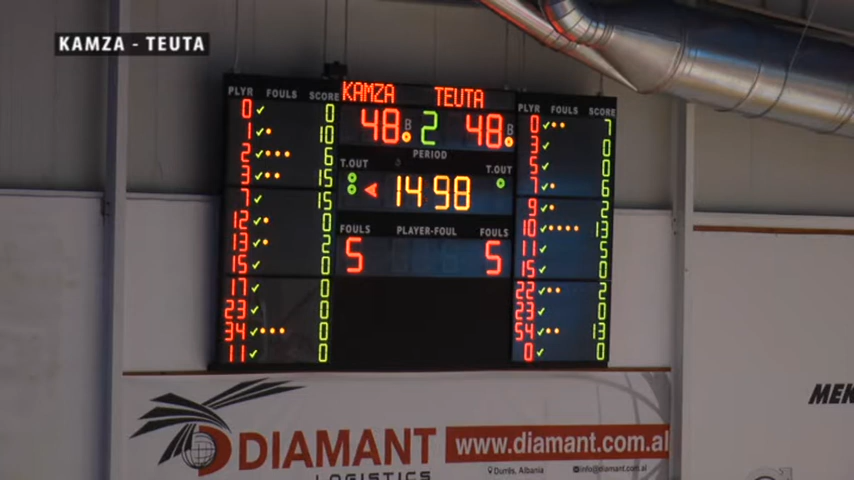 KAMZA - TEUTA
PLYR FOULS SCORE KAMZA TEUTA PLYR FOULS SCORE
0 0 48 B 2 48 B 0 7
1 10 3 0
2 6 PERIOD 5 0
3 15 T.OUT 14 98 T.OUT 7 6
7 15 9 2
12 0 FOULS PLAYER-FOUL FOULS 10 13
13 2 5 5 11 5
15 0 15 0
17 0 22 2
23 0 23 0
34 0 54 13
11 0 0 0
DIAMANT www.diamant.com.al
LOGISTICS Durrës, Albania info@diamant.com.al
MEK